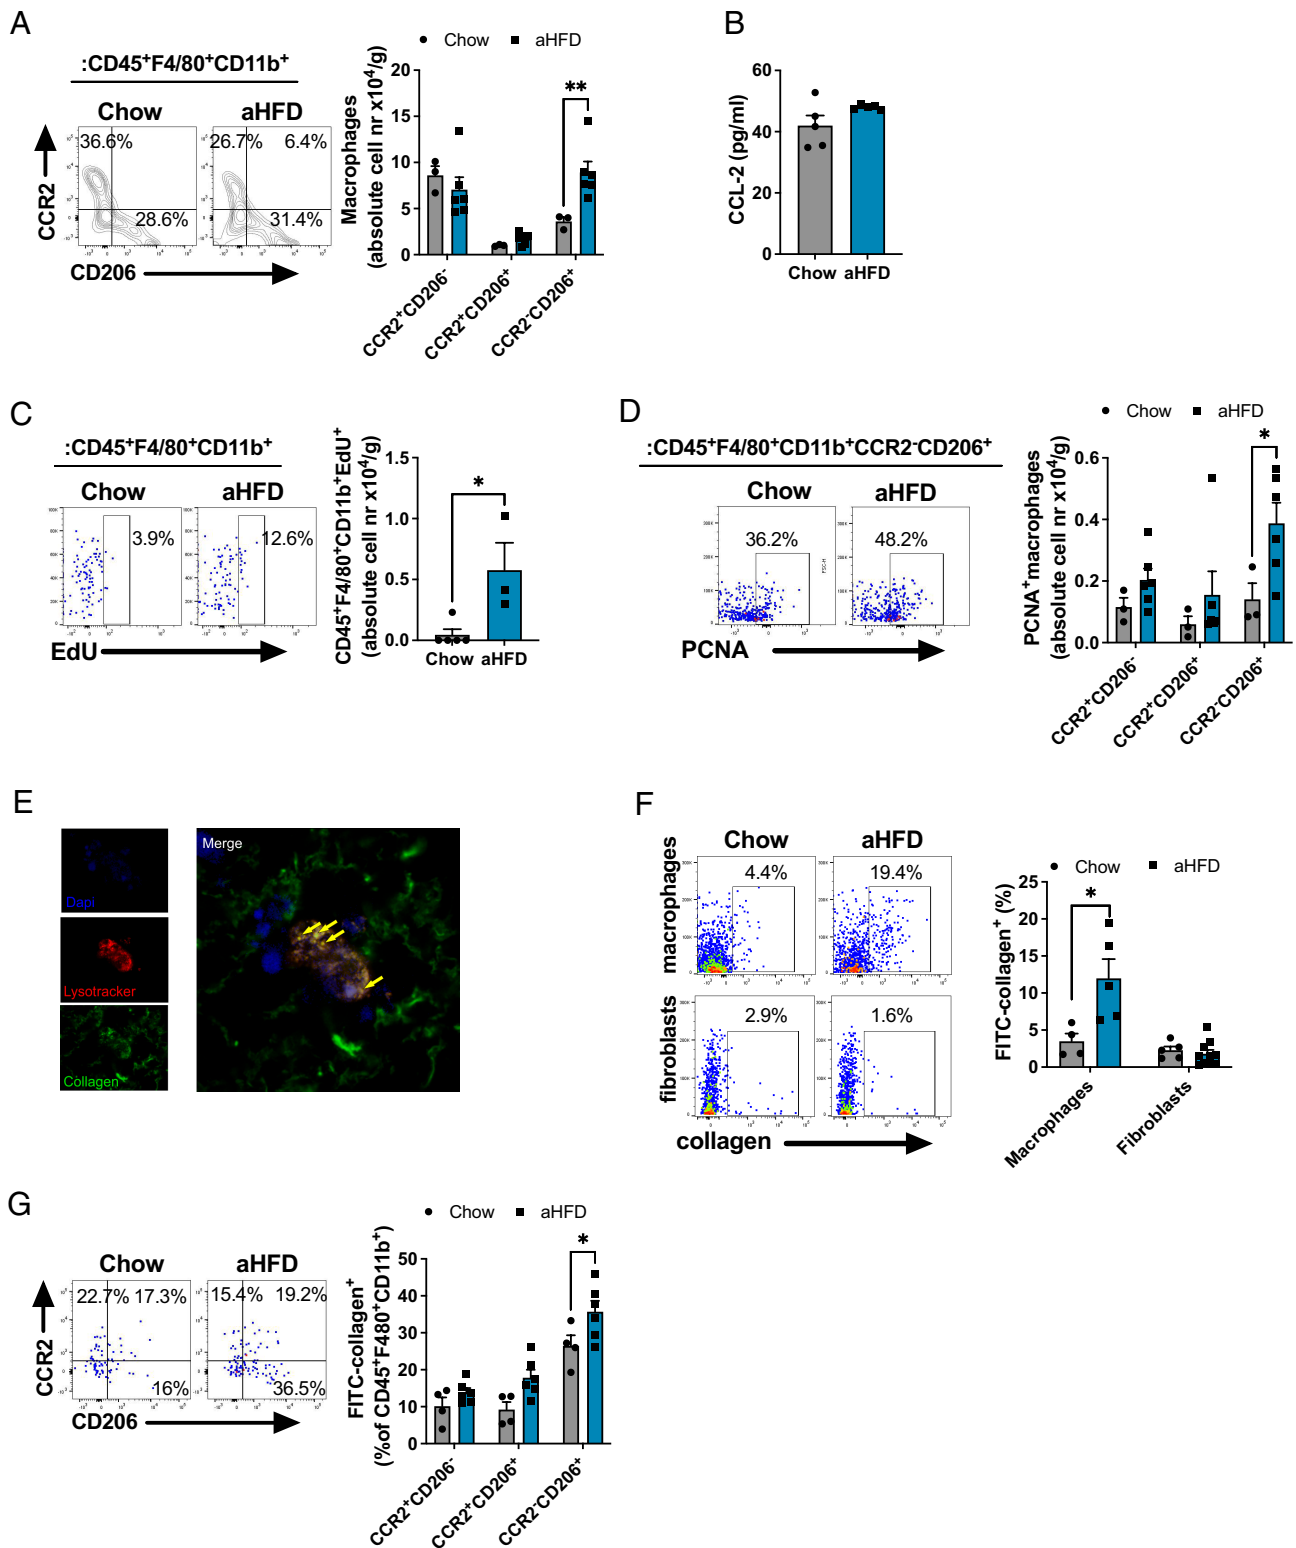 A
:CD45⁺F4/80⁺CD11b⁺
Chow
aHFD
36.6%
28.6%
26.7%
6.4%
31.4%
CCR2
CD206
Chow
aHFD
Macrophages
(absolute cell nr x10⁴/g)
20
15
10
5
0
**
CCR2⁺CD206⁻
CCR2⁺CD206⁺
CCR2⁻CD206⁺
B
CCL-2 (pg/ml)
60
40
20
0
Chow
aHFD
C
:CD45⁺F4/80⁺CD11b⁺
Chow
aHFD
3.9%
12.6%
EdU
CD45⁺F4/80⁺CD11b⁺EdU⁺
(absolute cell nr x10⁴/g)
1.5
1.0
0.5
0.0
*
Chow
aHFD
D
:CD45⁺F4/80⁺CD11b⁺CCR2⁻CD206⁺
Chow
aHFD
36.2%
48.2%
FSC-H
PCNA
Chow
aHFD
PCNA⁺macrophages
(absolute cell nr x10⁴/g)
0.6
0.4
0.2
0.0
*
CCR2⁺CD206⁻
CCR2⁺CD206⁺
CCR2⁻CD206⁺
E
Dapi
Lysotracker
Collagen
Merge
F
Chow
aHFD
macrophages
4.4%
19.4%
fibroblasts
2.9%
1.6%
collagen
Chow
aHFD
FITC-collagen⁺ (%)
25
20
15
10
5
0
*
Macrophages
Fibroblasts
G
Chow
aHFD
22.7%
17.3%
16%
15.4%
19.2%
36.5%
CCR2
CD206
Chow
aHFD
FITC-collagen⁺
(%of CD45⁺F480⁺CD11b⁺)
50
40
30
20
10
0
*
CCR2⁺CD206⁻
CCR2⁺CD206⁺
CCR2⁻CD206⁺